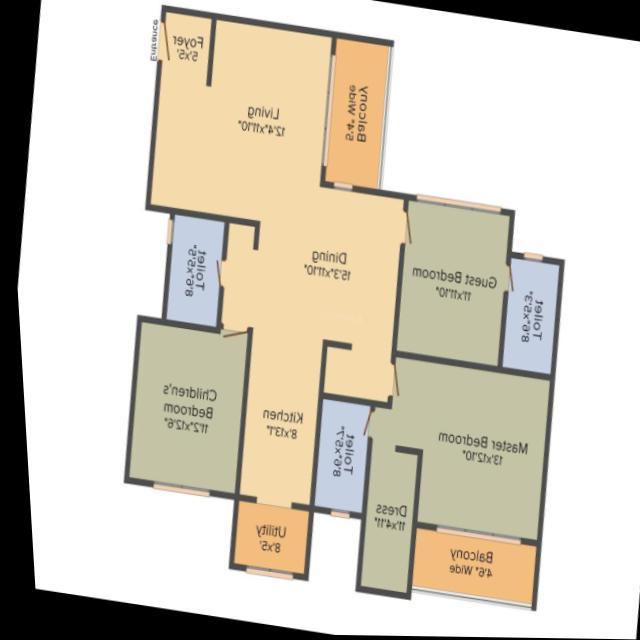 Entrance
Foyer
5'x5'
Living
12'4"x11'10"
5'4" Wide
Balcony
Dining
15'3"x11'10"
Guest Bedroom
11'x11'10"
Toilet
8'6"x5'5"
Toilet
8'6"x5'3"
Children's
Bedroom
11'2"x12'6"
Kitchen
8'x13'1"
Toilet
8'6"x5'7"
Master Bedroom
13'x12'10"
Dress
11'x4'11"
Utility
8'x5'
Balcony
4'6" Wide